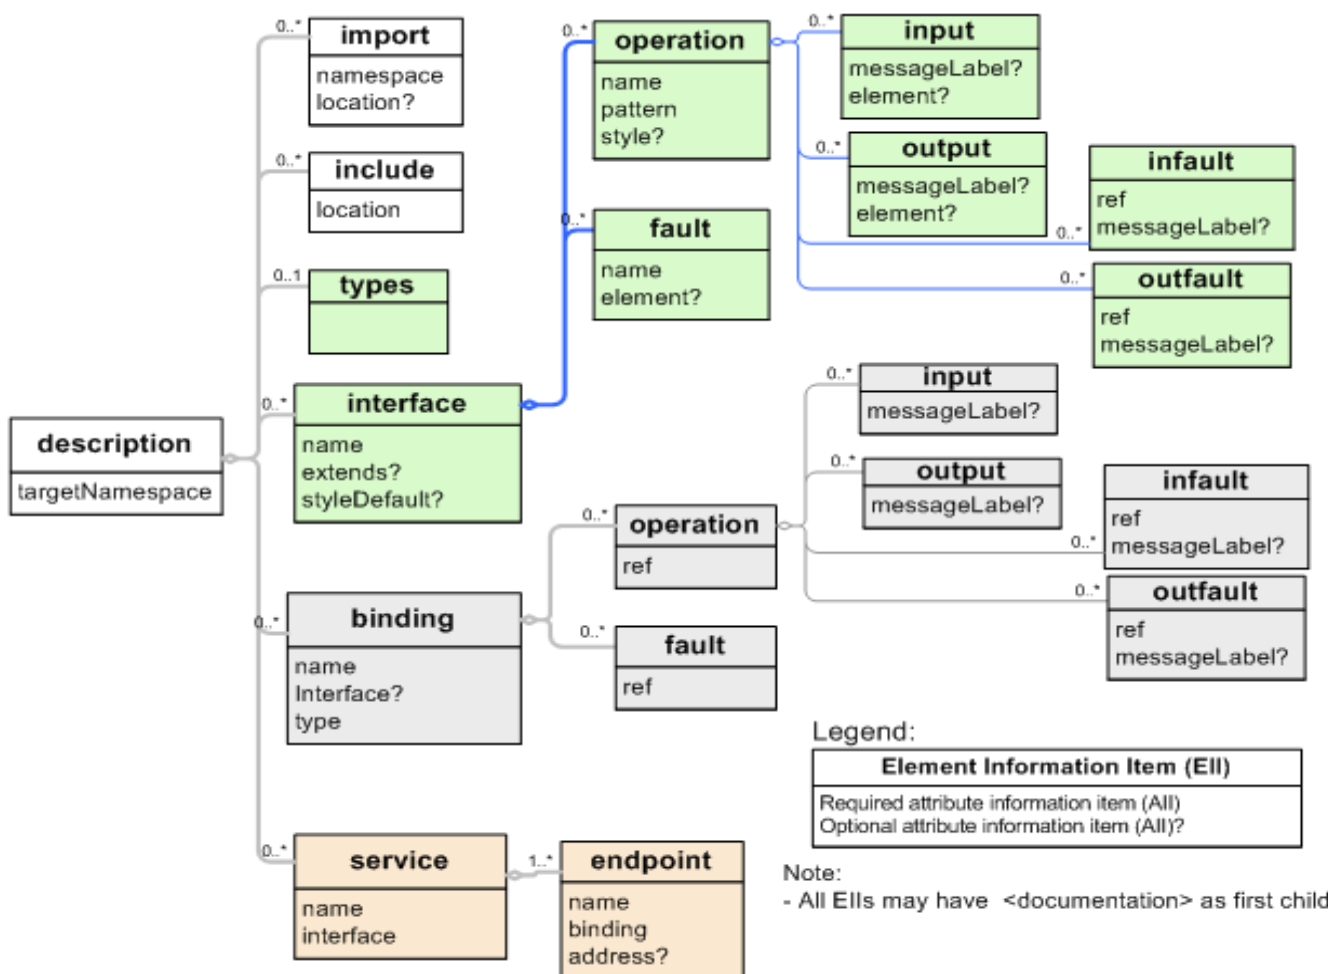 0..*
import
namespace
location?
0..*
include
location
0..1
types
0..*
interface
name
extends?
styleDefault?
description
targetNamespace
0..*
binding
name
Interface?
type
0..*
service
name
interface
1..*
endpoint
name
binding
address?
0..*
operation
name
pattern
style?
0..*
fault
name
element?
0..*
input
messageLabel?
element?
0..*
output
messageLabel?
element?
0..*
infault
ref
messageLabel?
0..*
outfault
ref
messageLabel?
0..*
operation
ref
0..*
fault
ref
0..*
input
messageLabel?
0..*
output
messageLabel?
0..*
infault
ref
messageLabel?
0..*
outfault
ref
messageLabel?
Legend:
Element Information Item (EII)
Required attribute information item (AII)
Optional attribute information item (AII)?
Note:
- All EIIs may have <documentation> as first child